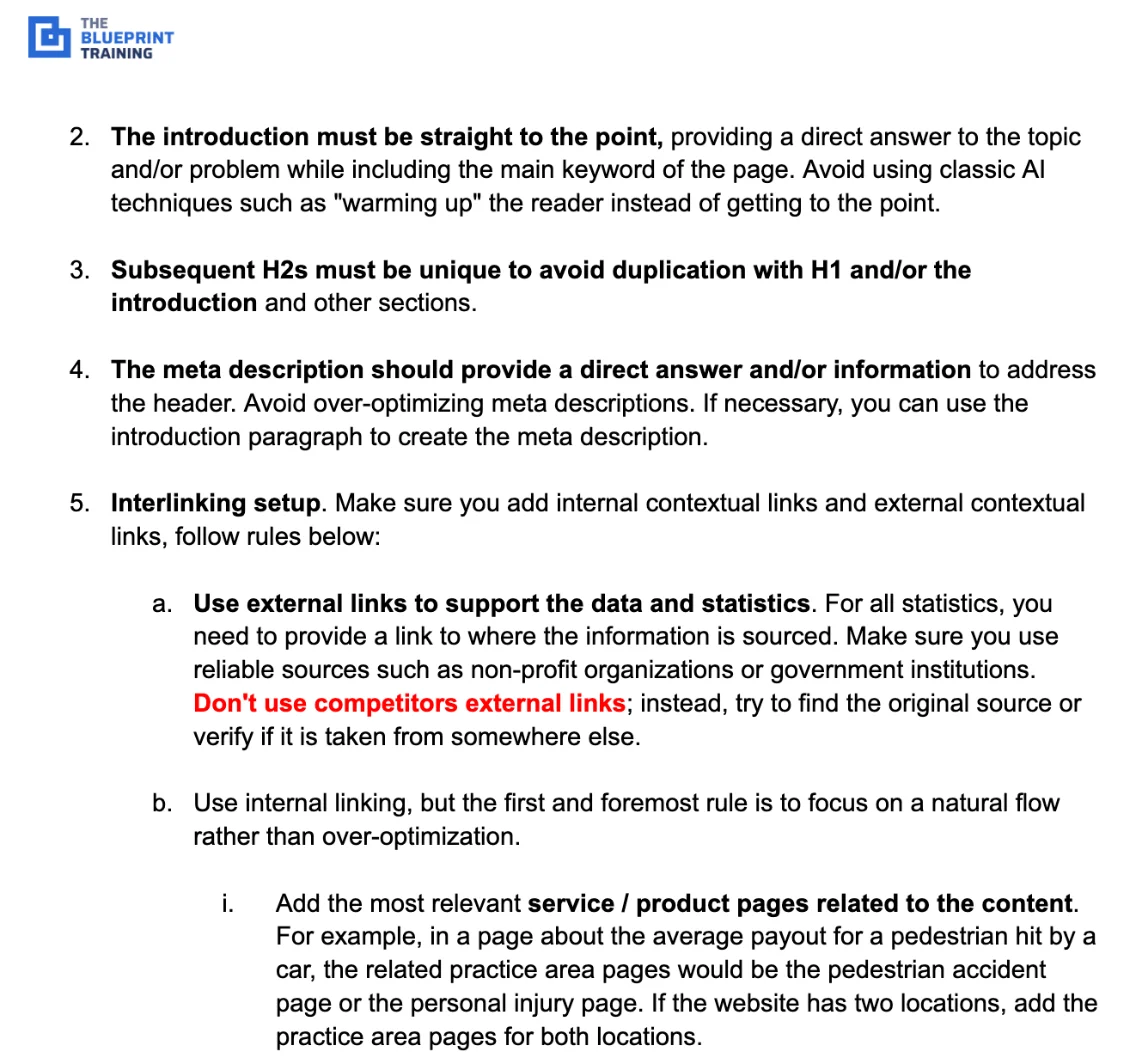 THE
BLUEPRINT
TRAINING
2. The introduction must be straight to the point, providing a direct answer to the topic
and/or problem while including the main keyword of the page. Avoid using classic AI
techniques such as "warming up" the reader instead of getting to the point.
3. Subsequent H2s must be unique to avoid duplication with H1 and/or the
introduction and other sections.
4. The meta description should provide a direct answer and/or information to address
the header. Avoid over-optimizing meta descriptions. If necessary, you can use the
introduction paragraph to create the meta description.
5. Interlinking setup. Make sure you add internal contextual links and external contextual
links, follow rules below:
a. Use external links to support the data and statistics. For all statistics, you
need to provide a link to where the information is sourced. Make sure you use
reliable sources such as non-profit organizations or government institutions.
Don't use competitors external links; instead, try to find the original source or
verify if it is taken from somewhere else.
b. Use internal linking, but the first and foremost rule is to focus on a natural flow
rather than over-optimization.
i. Add the most relevant service / product pages related to the content.
For example, in a page about the average payout for a pedestrian hit by a
car, the related practice area pages would be the pedestrian accident
page or the personal injury page. If the website has two locations, add the
practice area pages for both locations.